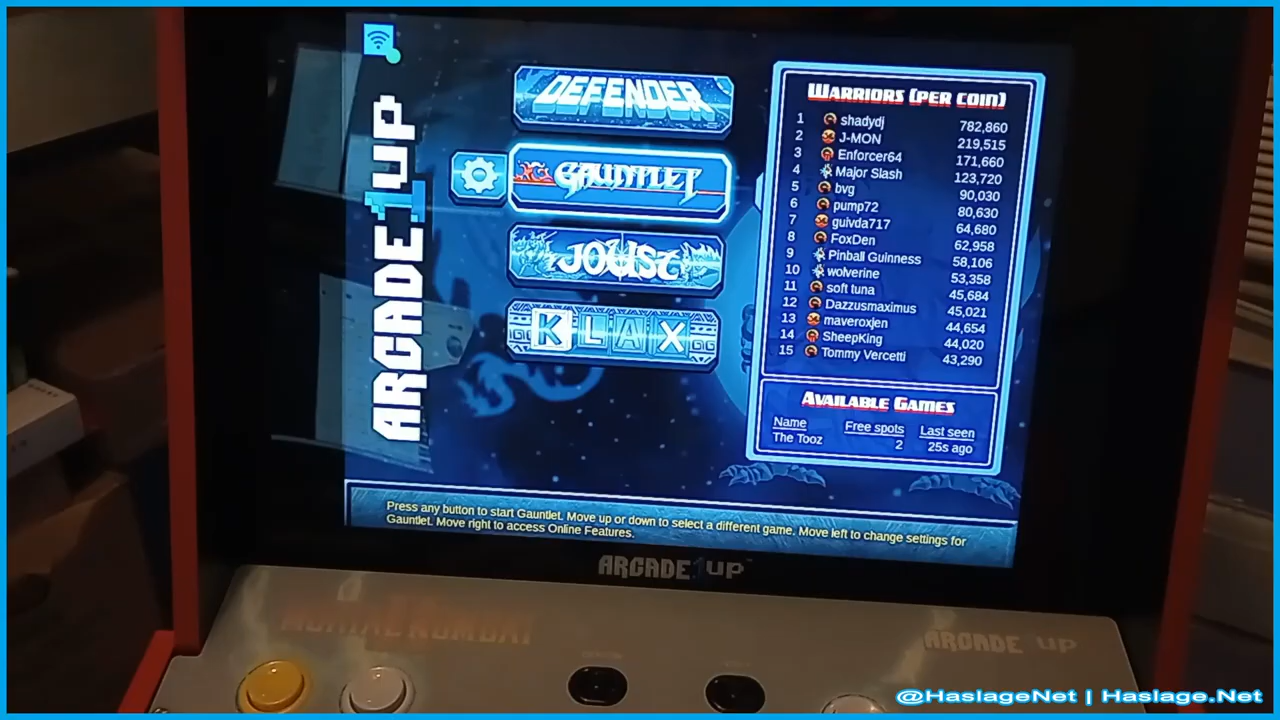 ARCADE1UP
DEFENDER
GAUNTLET
JOUST
KLAX
WARRIORS (PER COIN)
1 shadydj 782,860
2 J-MON 219,515
3 Enforcer64 171,660
4 Major Slash 123,720
5 bvg 90,030
6 pump72 80,630
7 guivda717 64,680
8 FoxDen 62,958
9 Pinball Guinness 58,106
10 wolverine 53,358
11 soft tuna 45,684
12 Dazzusmaximus 45,021
13 maveroxjen 44,654
14 SheepKing 44,020
15 Tommy Vercetti 43,290
AVAILABLE GAMES
Name Free spots Last seen
The Tooz 2 25s ago
Press any button to start Gauntlet. Move up or down to select a different game. Move left to change settings for
Gauntlet. Move right to access Online Features.
ARCADE1UP
MORTAL KOMBAT
ARCADE1UP
@HaslageNet | Haslage.Net